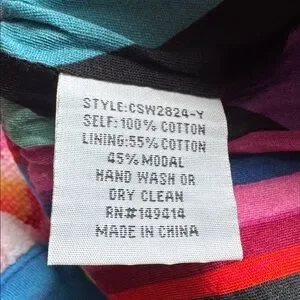 STYLE:CSW2824-Y
SELF:100% COTTON
LINING:55% COTTON
45% MODAL
HAND WASH OR
DRY CLEAN
RN#149414
MADE IN CHINA